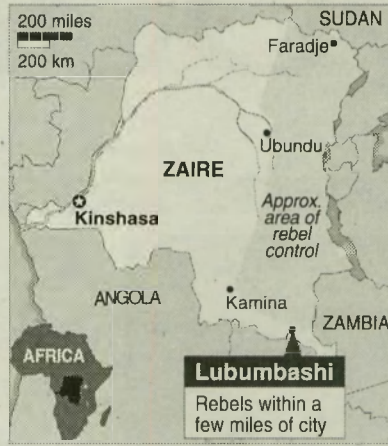 200 miles
200 km
SUDAN
Faradje
Ubundu
ZAIRE
Kinshasa
Approx.
area of
rebel
control
ANGOLA
Kamina
ZAMBIA
AFRICA
Lubumbashi
Rebels within a
few miles of city